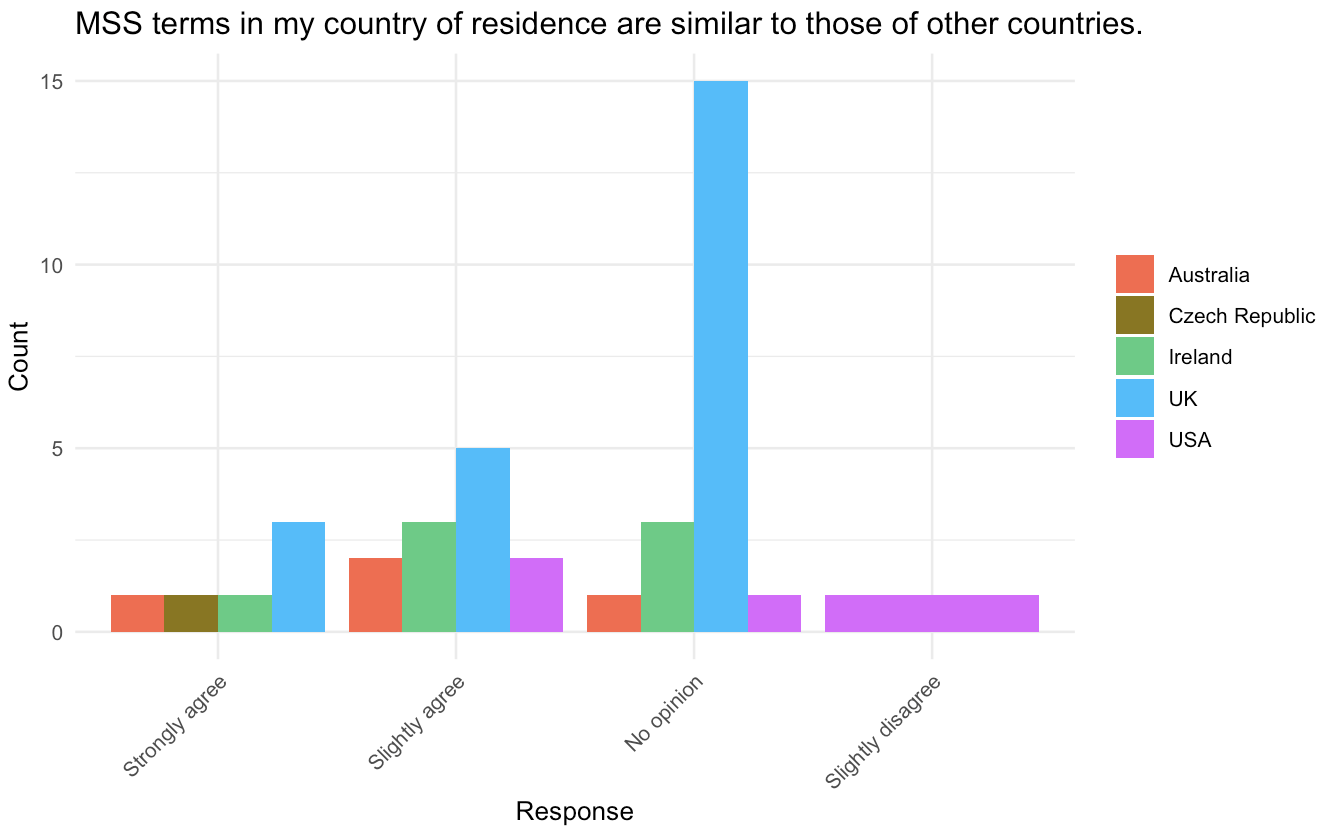 MSS terms in my country of residence are similar to those of other countries.
15
10
5
0
Count
Strongly agree
Slightly agree
No opinion
Slightly disagree
Response
Australia
Czech Republic
Ireland
UK
USA